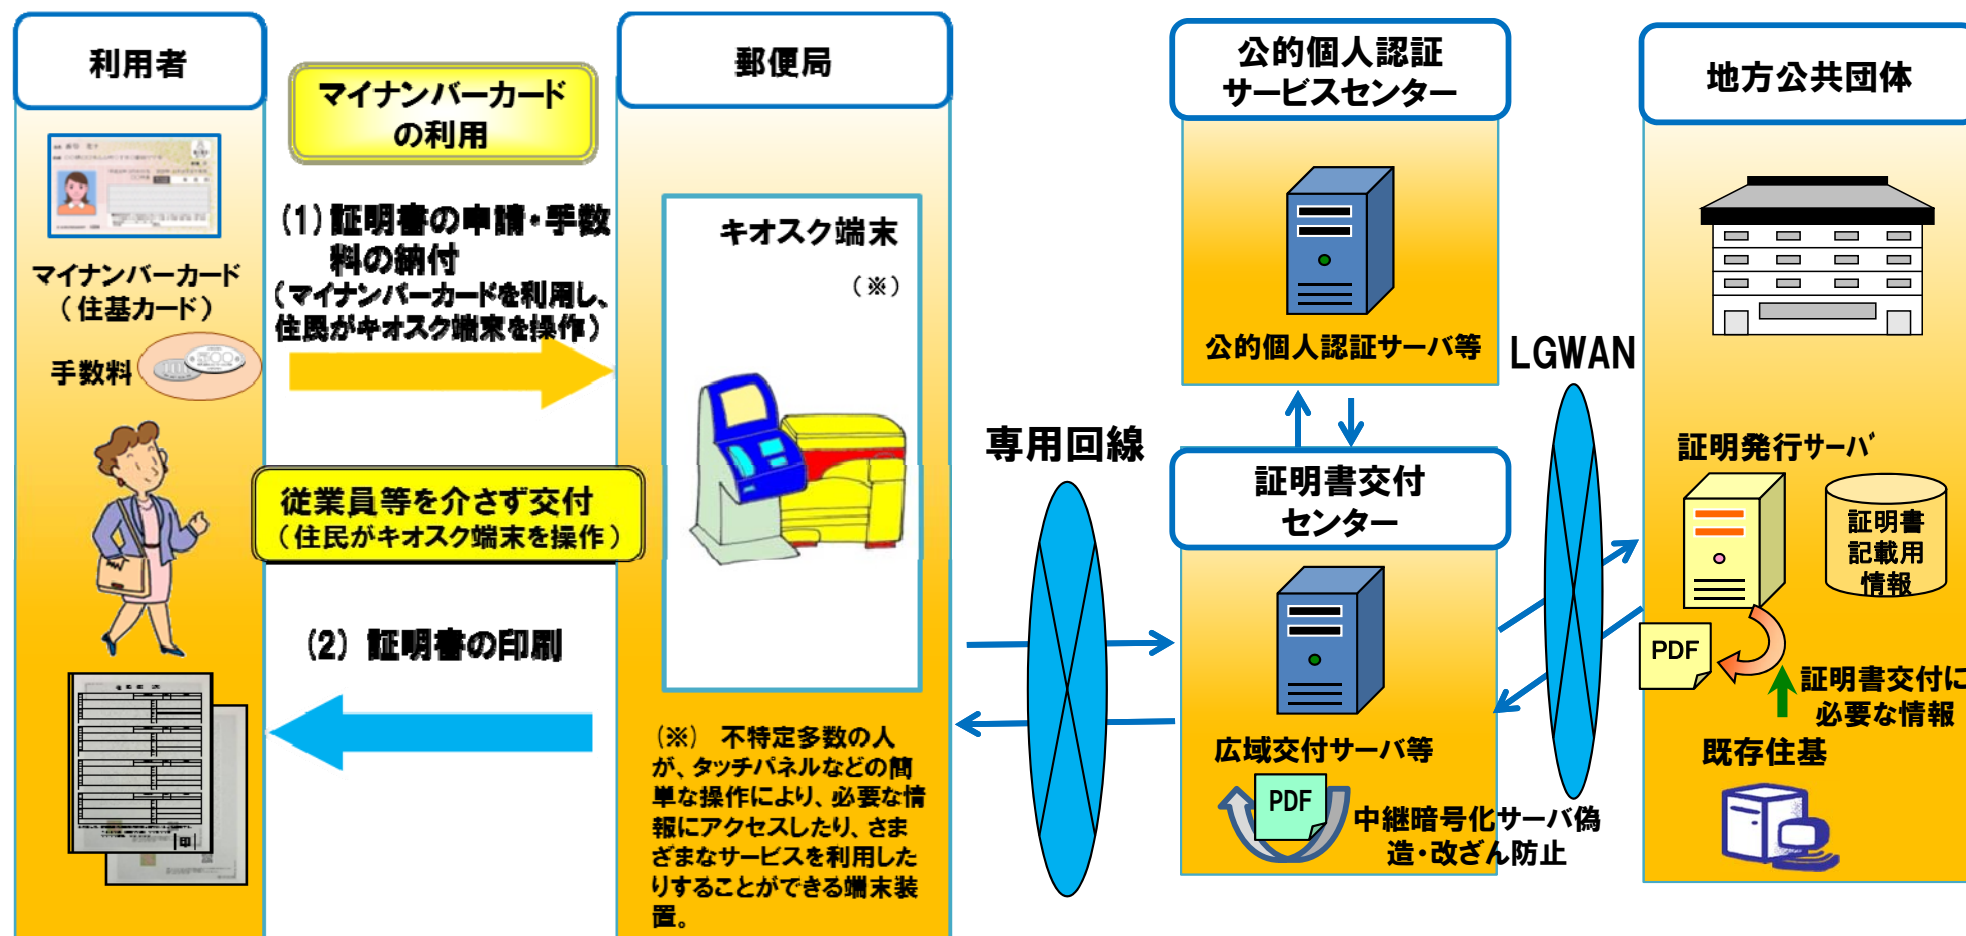 利用者
マイナンバーカード
(住基カード)
手数料
マイナンバーカード
の利用
(1)証明書の申請・手数
料の納付
(マイナンバーカードを利用し、
住民がキオスク端末を操作)
従業員等を介さず交付
(住民がキオスク端末を操作)
(2) 証明書の印刷
郵便局
キオスク端末
(※)
(※) 不特定多数の人
が、タッチパネルなどの簡
単な操作により、必要な情
報にアクセスしたり、さま
ざまなサービスを利用した
りすることができる端末装
置。
専用回線
公的個人認証
サービスセンター
公的個人認証サーバ等
証明書交付
センター
広域交付サーバ等
PDF
中継暗号化サーバ偽
造・改ざん防止
LGWAN
地方公共団体
証明発行サーバ
証明書
記載用
情報
PDF
証明書交付に
必要な情報
既存住基